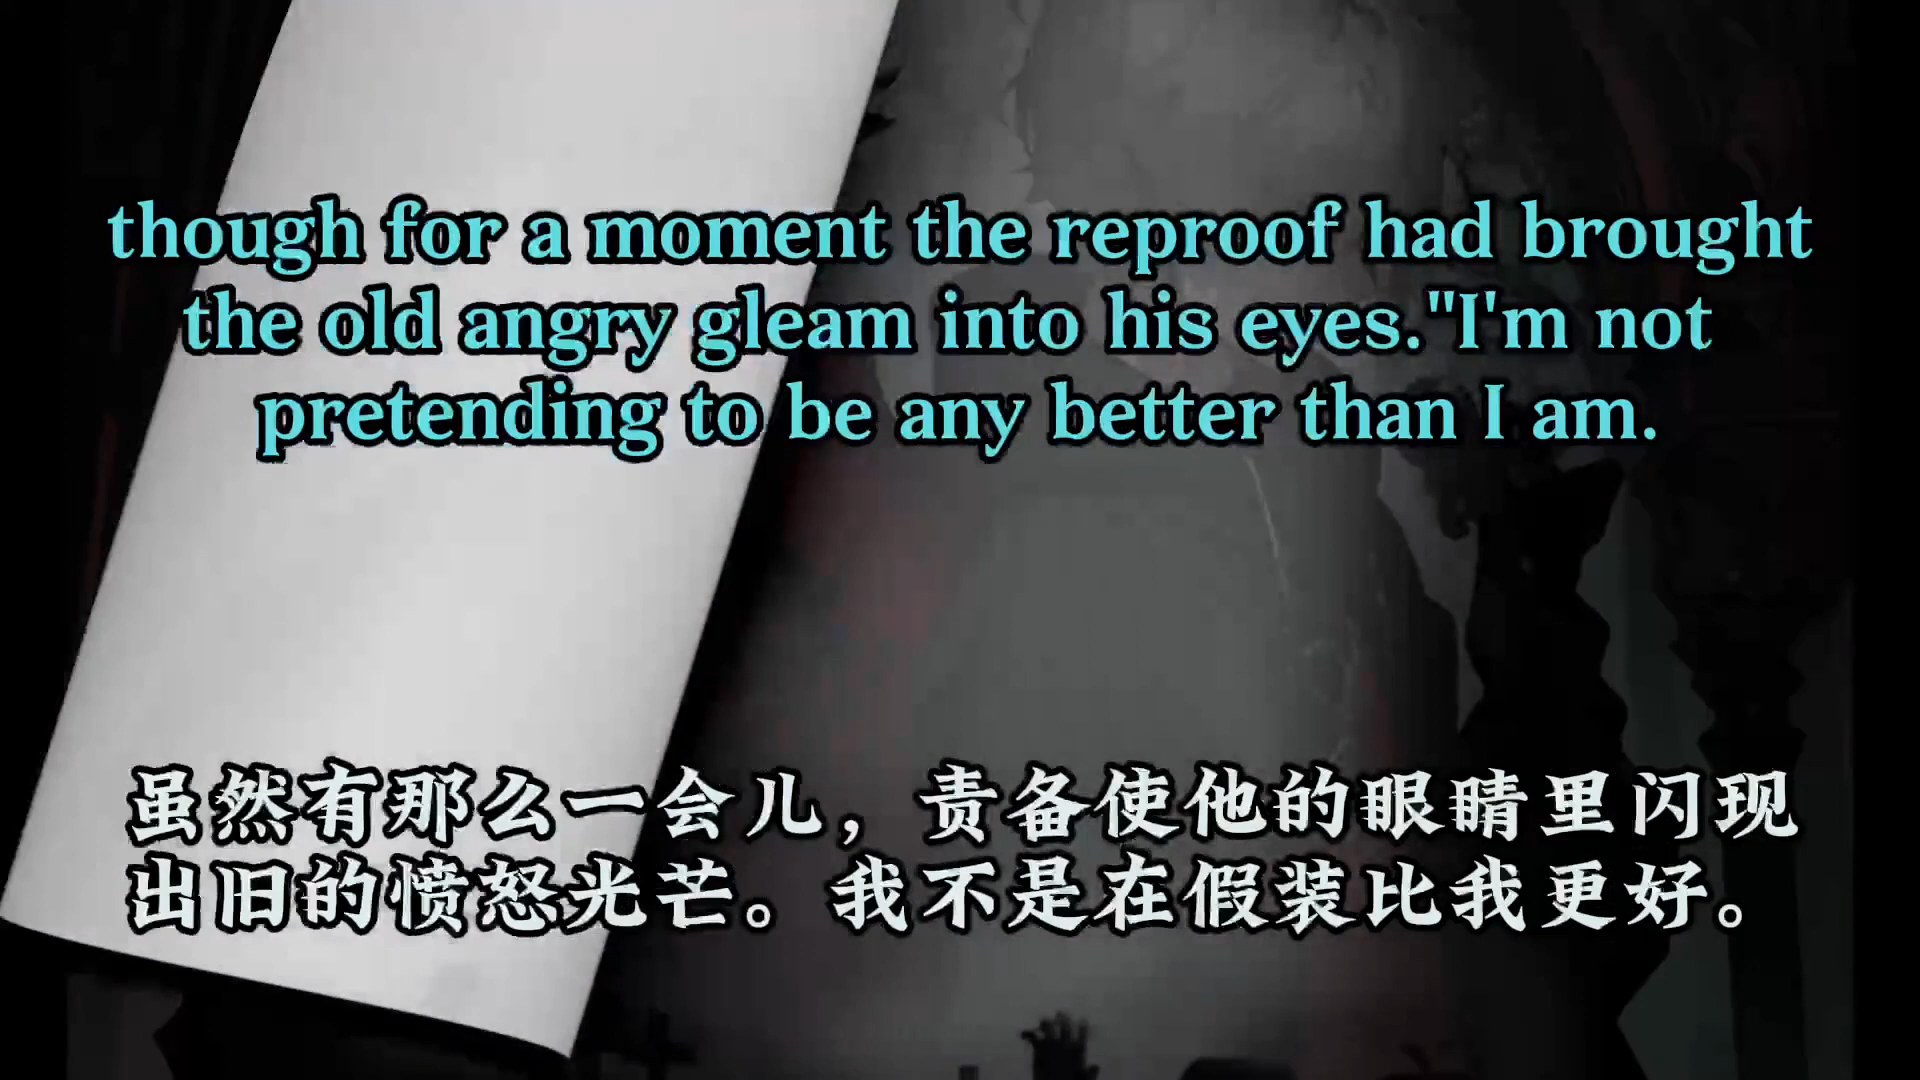 though for a moment the reproof had brought
the old angry gleam into his eyes."I'm not
pretending to be any better than I am.
虽然有那么一会儿，责备使他的眼睛里闪现
出旧的愤怒光芒。我不是在假装比我更好。